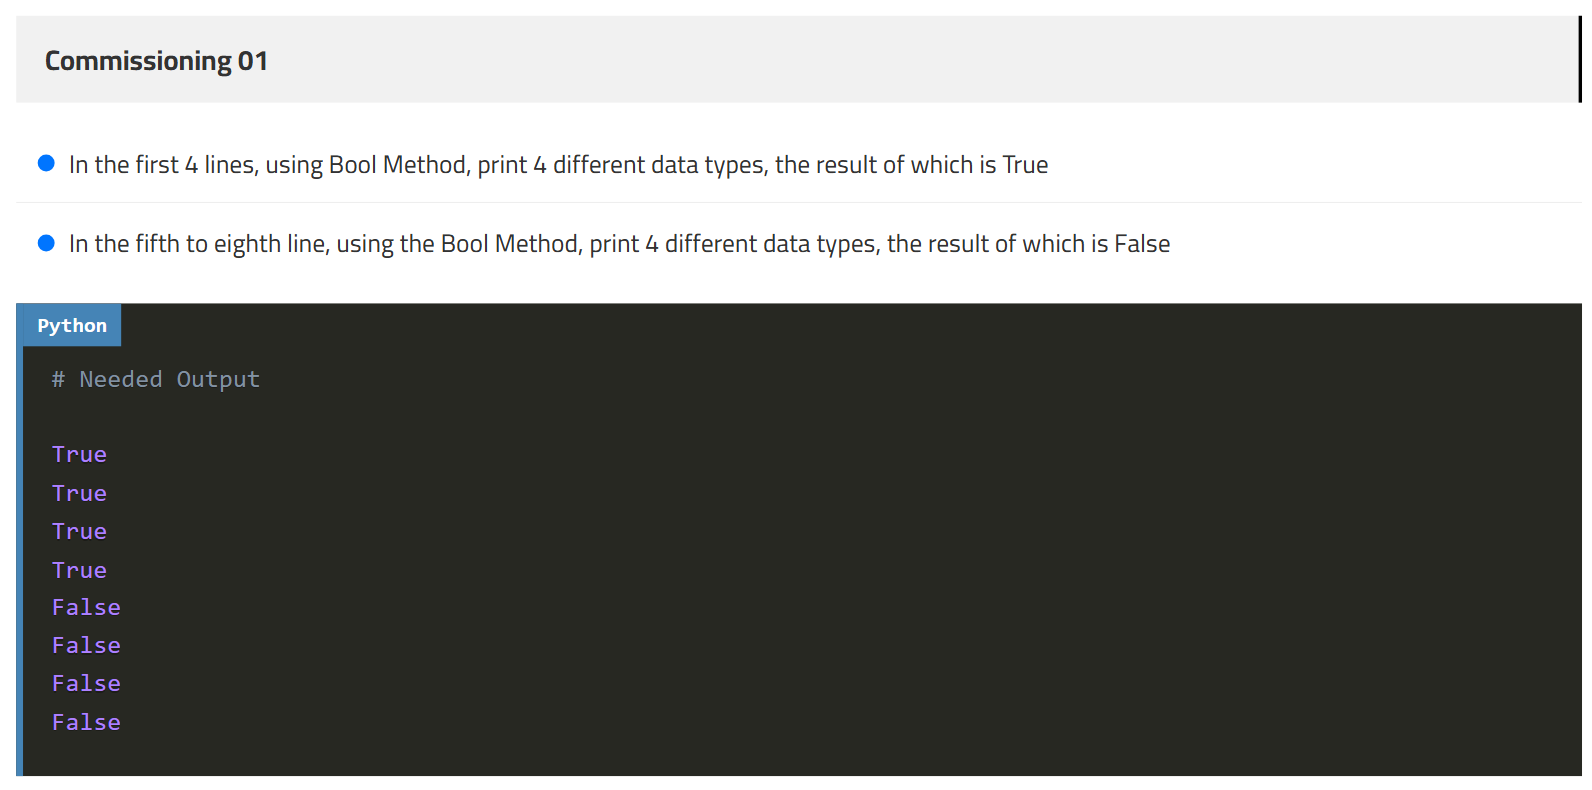 Commissioning 01
In the first 4 lines, using Bool Method, print 4 different data types, the result of which is True
In the fifth to eighth line, using the Bool Method, print 4 different data types, the result of which is False
Python
# Needed Output
True
True
True
True
False
False
False
False